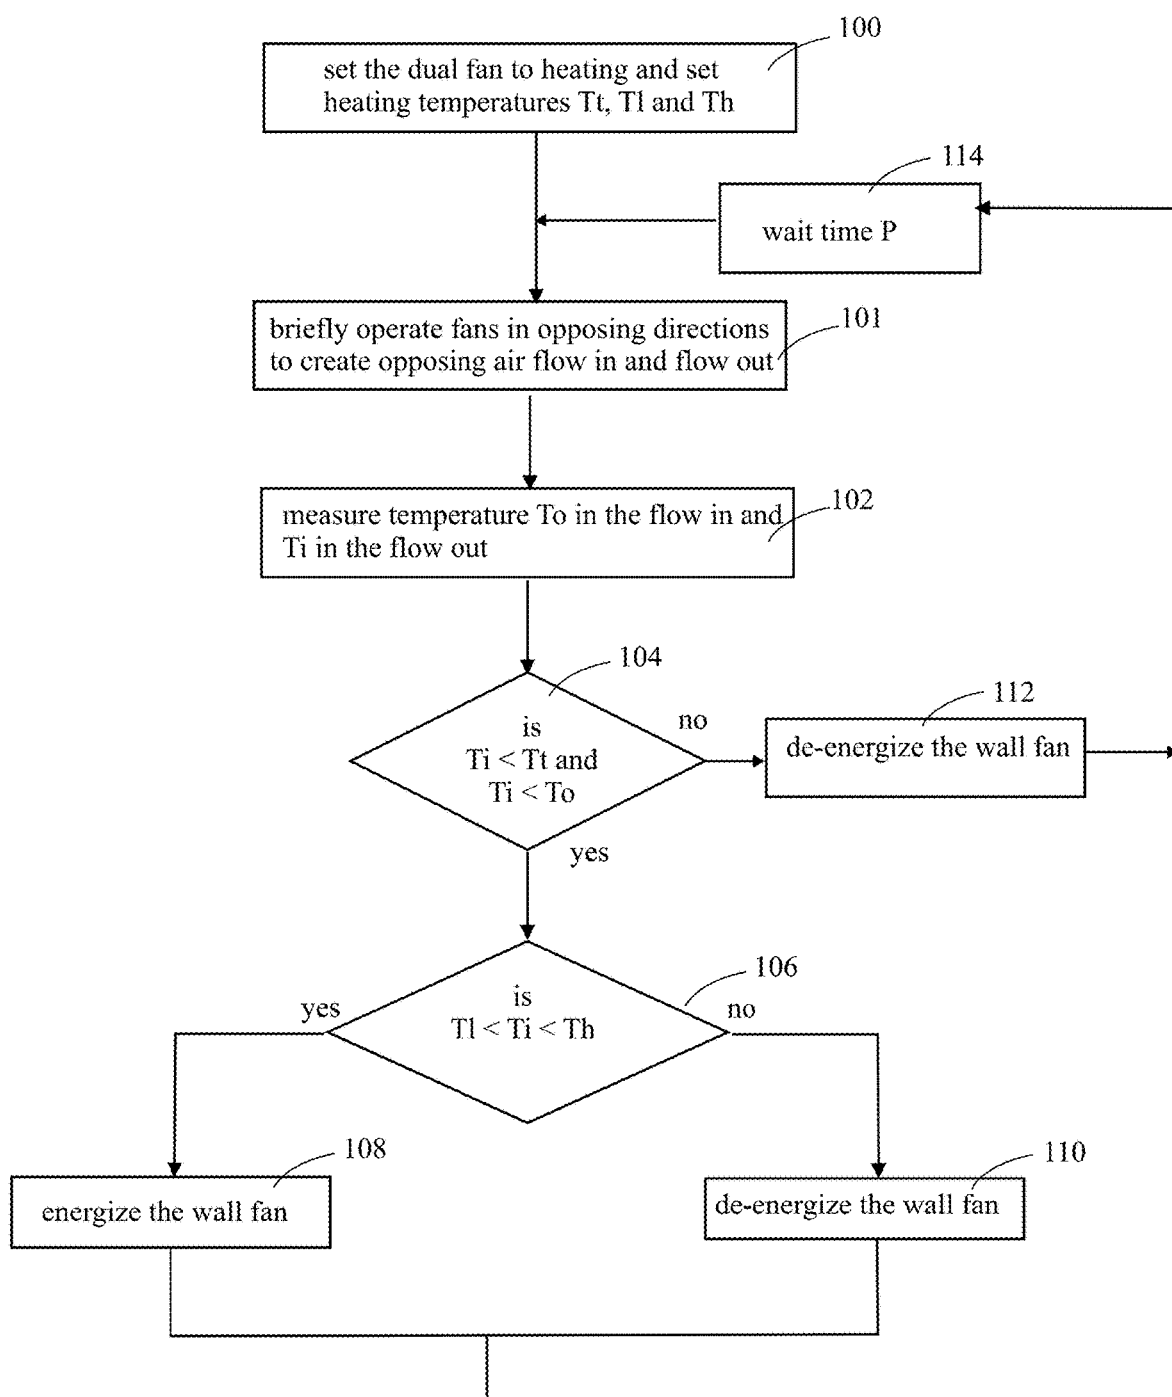 100
set the dual fan to heating and set
heating temperatures Tt, Tl and Th
114
wait time P
101
briefly operate fans in opposing directions
to create opposing air flow in and flow out
102
measure temperature To in the flow in and
Ti in the flow out
104
is
Ti < Tt and
Ti < To
no
112
de-energize the wall fan
yes
106
is
Tl < Ti < Th
yes
no
108
energize the wall fan
110
de-energize the wall fan